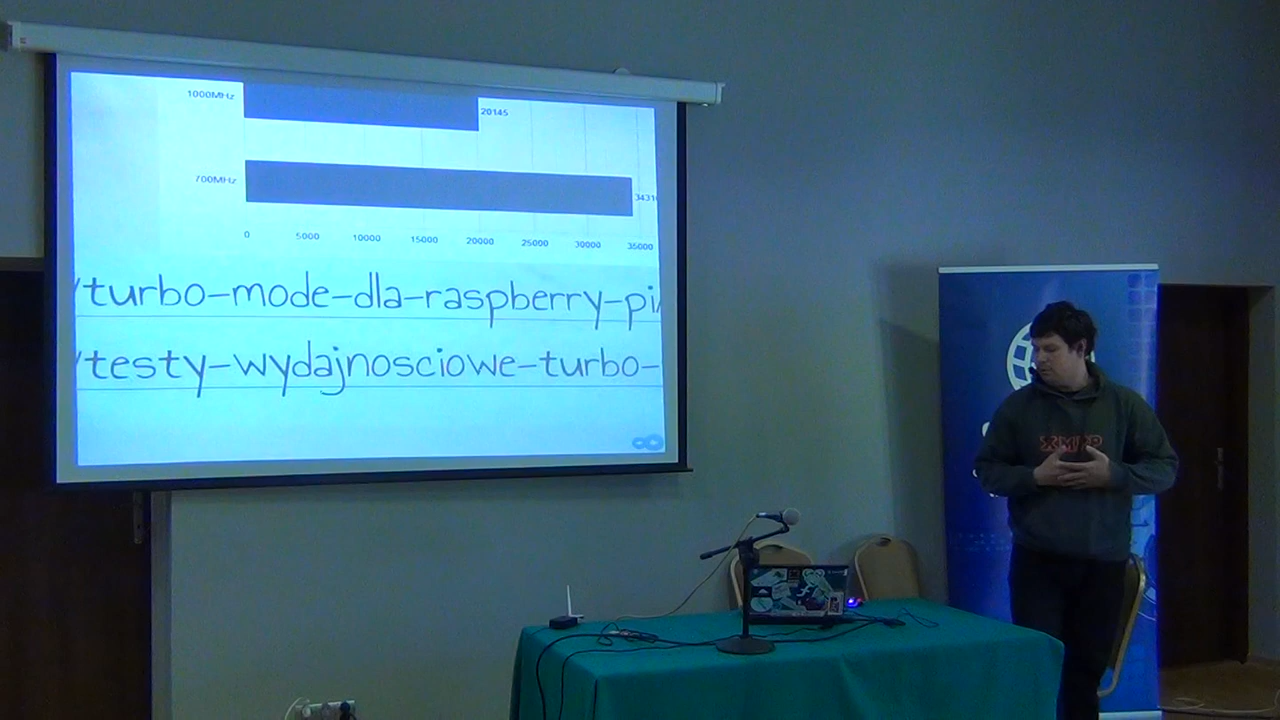 1000MHz 20145
700MHz 3431
0 5000 10000 15000 20000 25000 30000 35000
/turbo-mode-dla-raspberry-pi/
/testy-wydajnosciowe-turbo-
XMPP